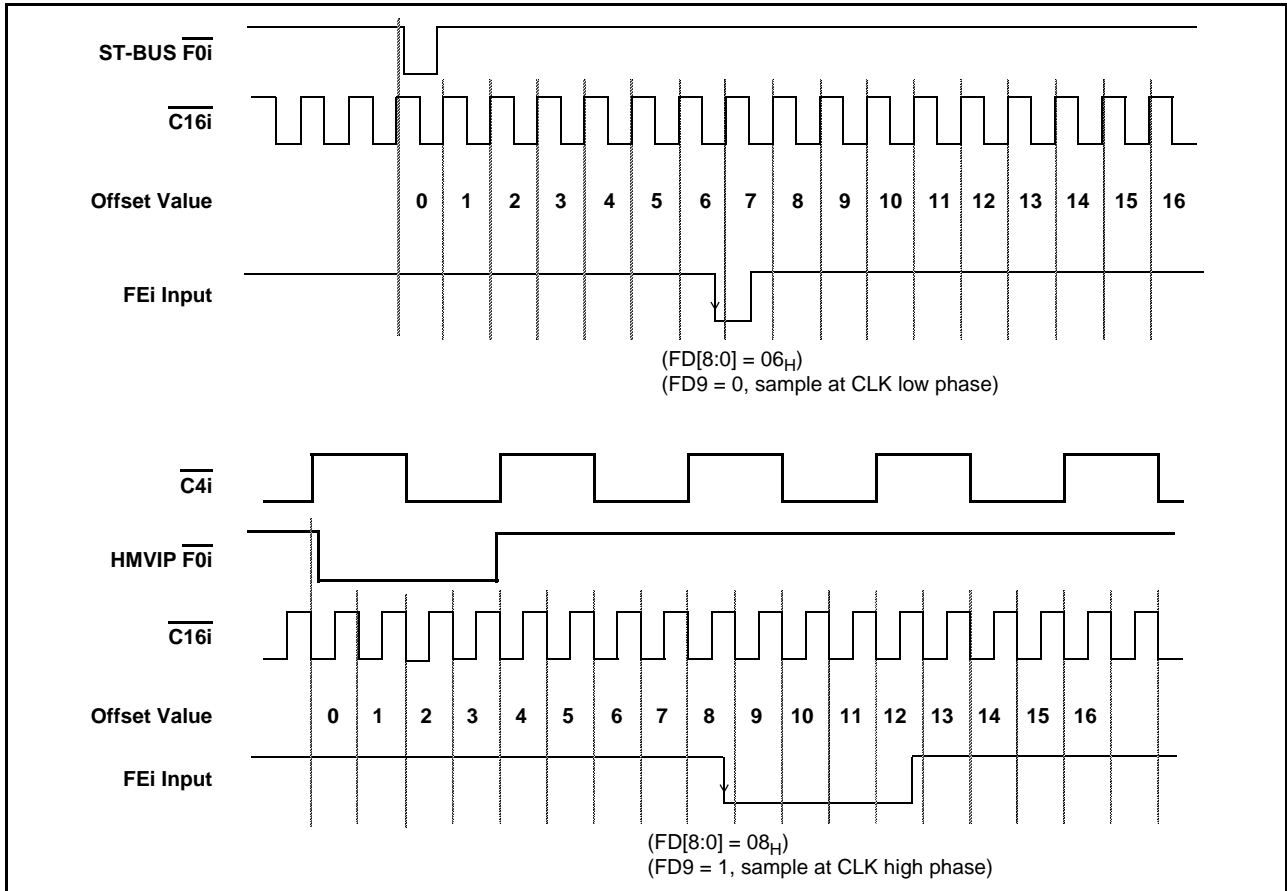 ST-BUS F0i
C16i
Offset Value 0 1 2 3 4 5 6 7 8 9 10 11 12 13 14 15 16
FEi Input
(FD[8:0] = 06H)
(FD9 = 0, sample at CLK low phase)
C4i
HMVIP F0i
C16i
Offset Value 0 1 2 3 4 5 6 7 8 9 10 11 12 13 14 15 16
FEi Input
(FD[8:0] = 08H)
(FD9 = 1, sample at CLK high phase)